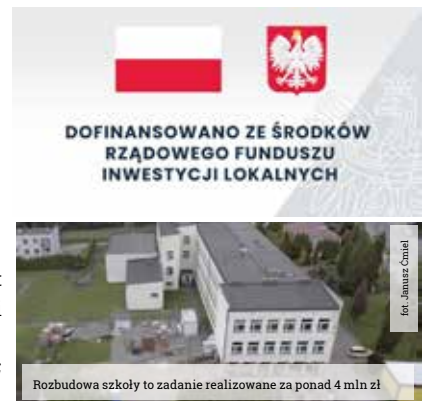 DOFINANSOWANO ZE ŚRODKÓW
RZĄDOWEGO FUNDUSZU
INWESTYCJI LOKALNYCH
fot. Janusz Ćmiel
Rozbudowa szkoły to zadanie realizowane za ponad 4 mln zł